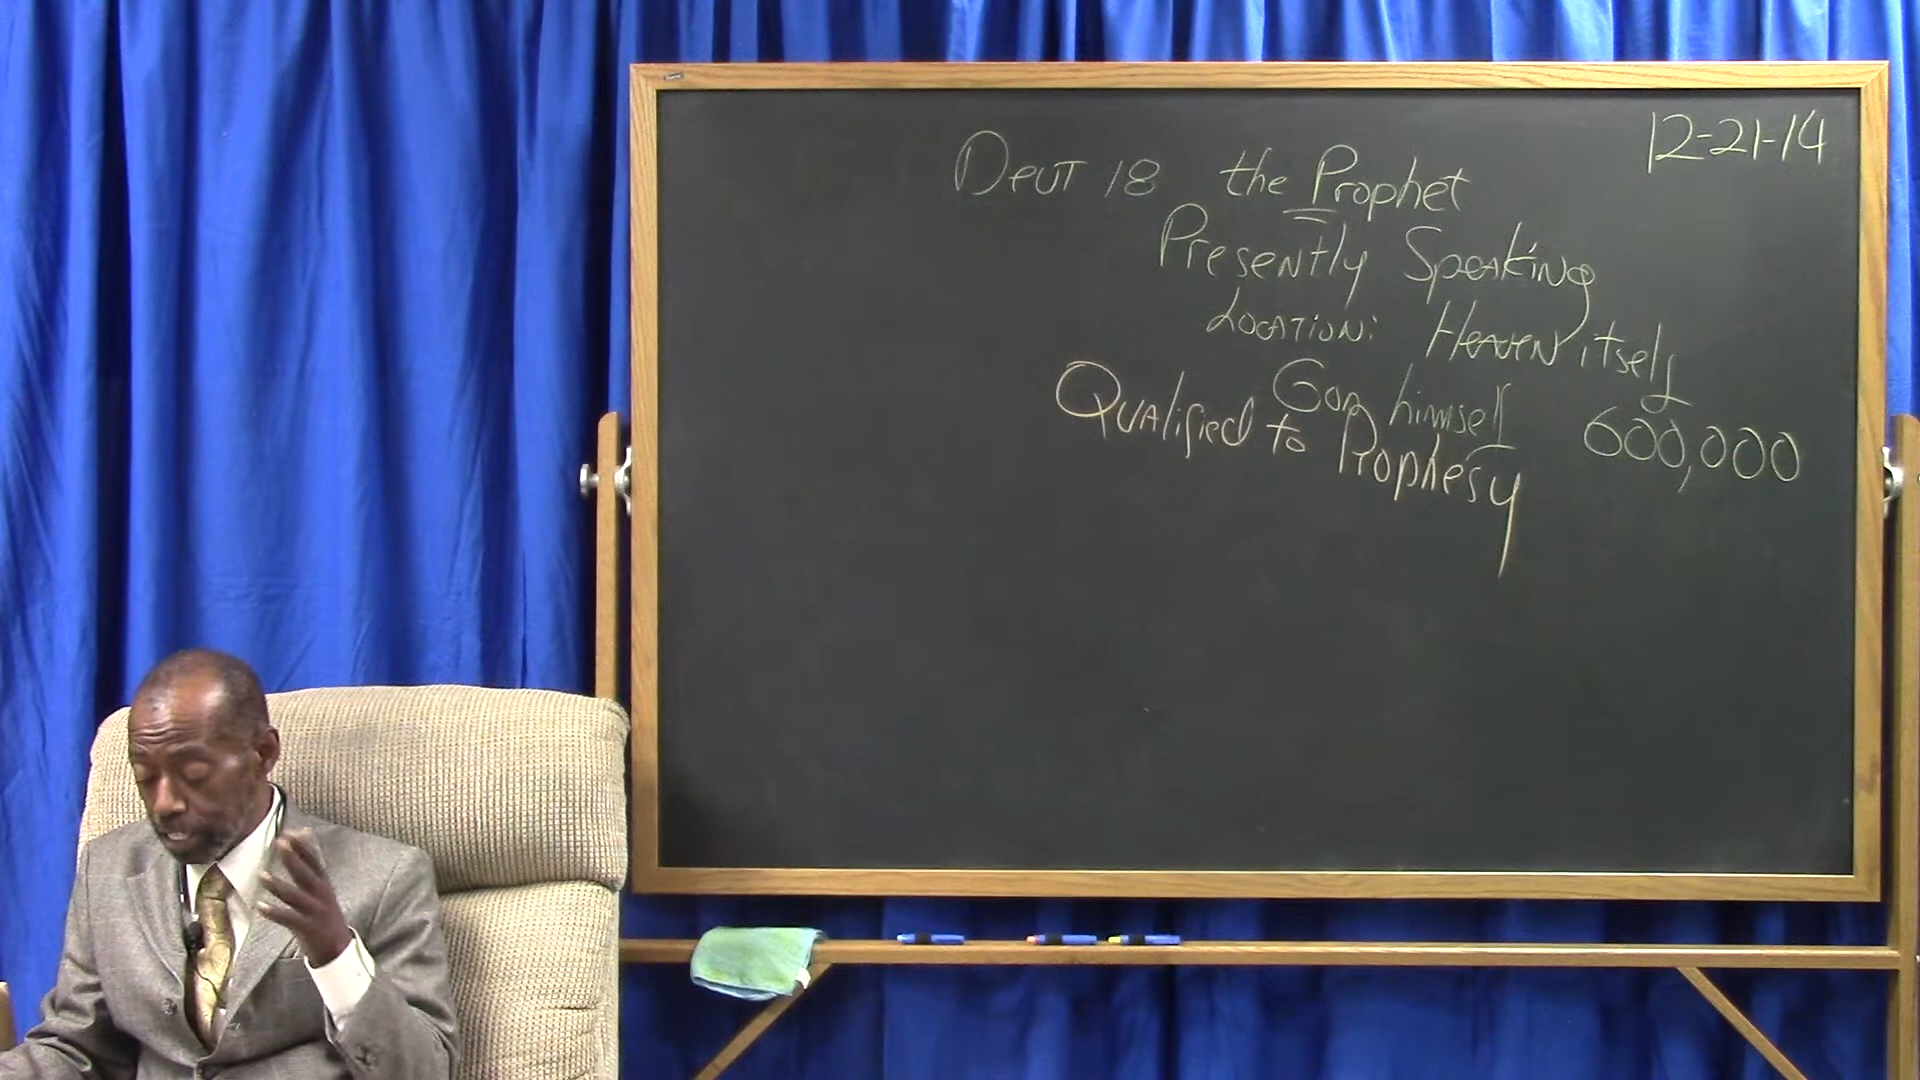 12-21-14
Deut 18 the Prophet
Presently Speaking
Location: Heaven itself
God himself 600,000
Qualified to Prophesy